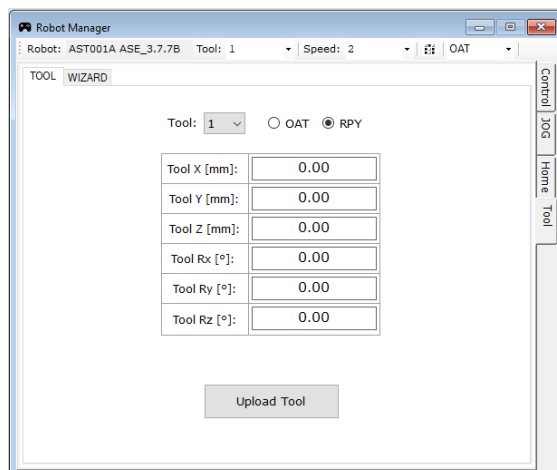 Robot Manager
Robot: AST001A ASE_3.7.7B Tool: 1 Speed: 2 OAT
TOOL WIZARD
Tool: 1 OAT RPY
Tool X [mm]: 0.00
Tool Y [mm]: 0.00
Tool Z [mm]: 0.00
Tool Rx [º]: 0.00
Tool Ry [º]: 0.00
Tool Rz [º]: 0.00
Upload Tool
Control
JOG
Home
Tool